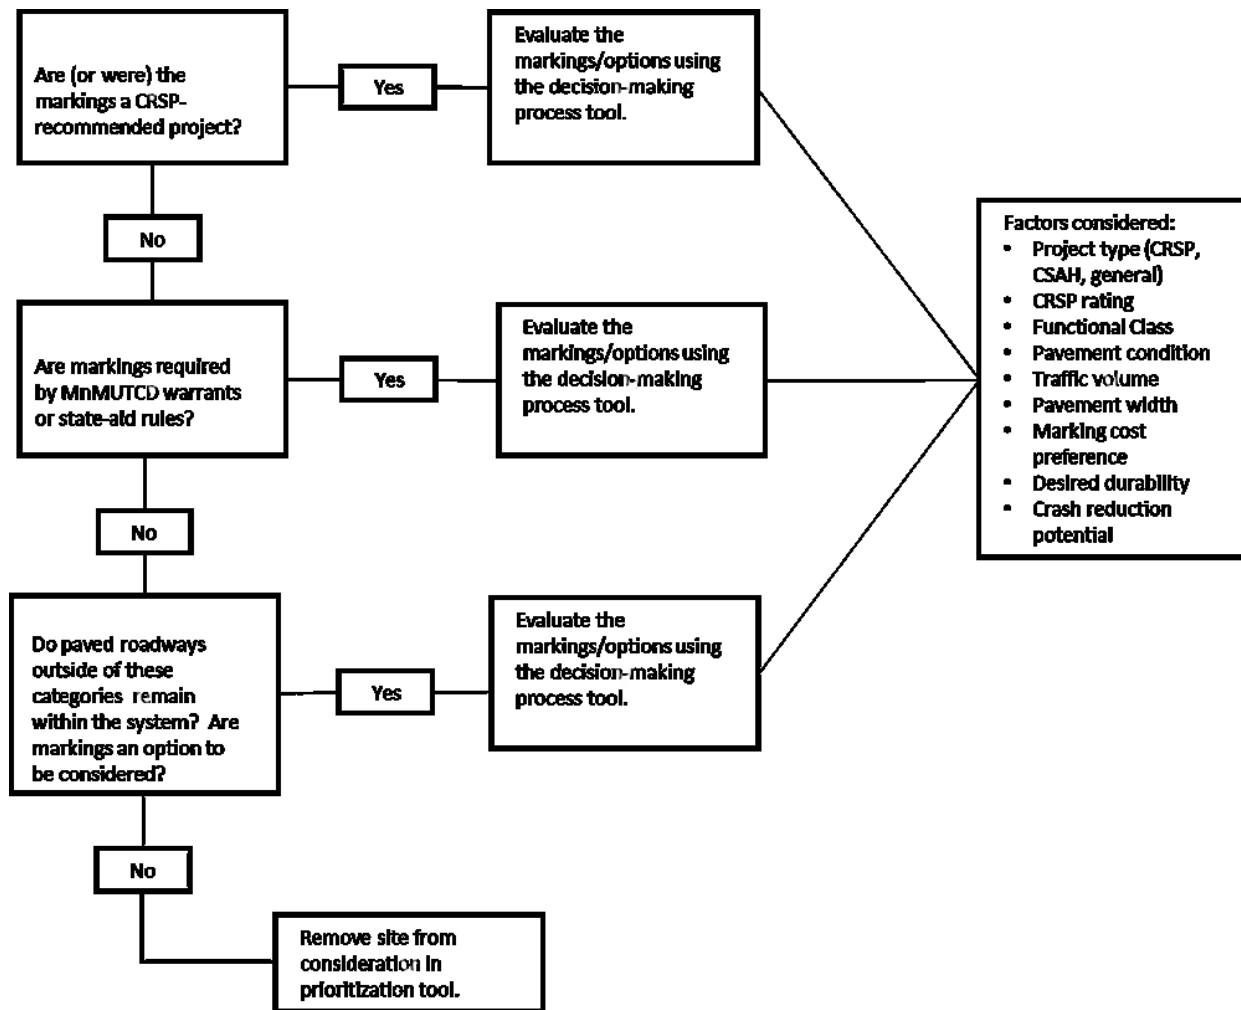 Are (or were) the
markings a CRSP-
recommended project?
Yes
Evaluate the
markings/options using
the decision-making
process tool.
No
Are markings required
by MnMUTCD warrants
or state-aid rules?
Yes
Evaluate the
markings/options using
the decision-making
process tool.
No
Do paved roadways
outside of these
categories remain
within the system? Are
markings an option to
be considered?
Yes
Evaluate the
markings/options using
the decision-making
process tool.
No
Remove site from
consideration in
prioritization tool.
Factors considered:
• Project type (CRSP,
CSAH, general)
• CRSP rating
• Functional Class
• Pavement condition
• Traffic volume
• Pavement width
• Marking cost
preference
• Desired durability
• Crash reduction
potential